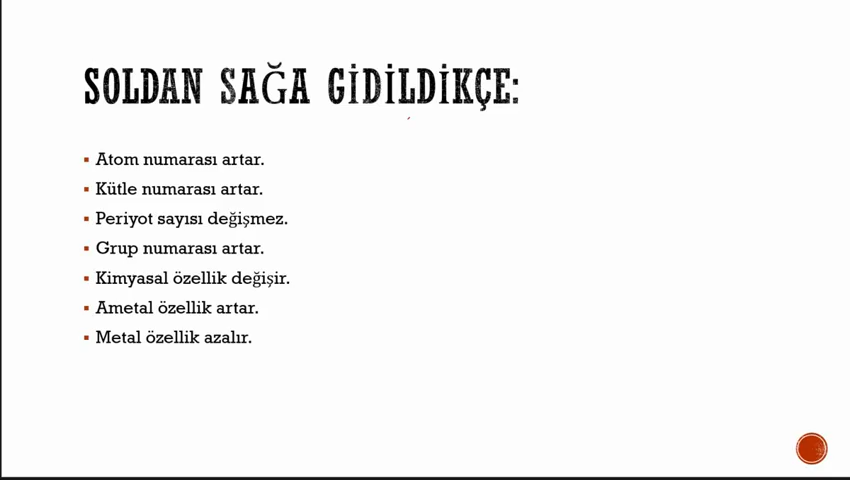 SOLDAN SAĞA GİDİLDİKÇE:
Atom numarası artar.
Kütle numarası artar.
Periyot sayısı değişmez.
Grup numarası artar.
Kimyasal özellik değişir.
Ametal özellik artar.
Metal özellik azalır.